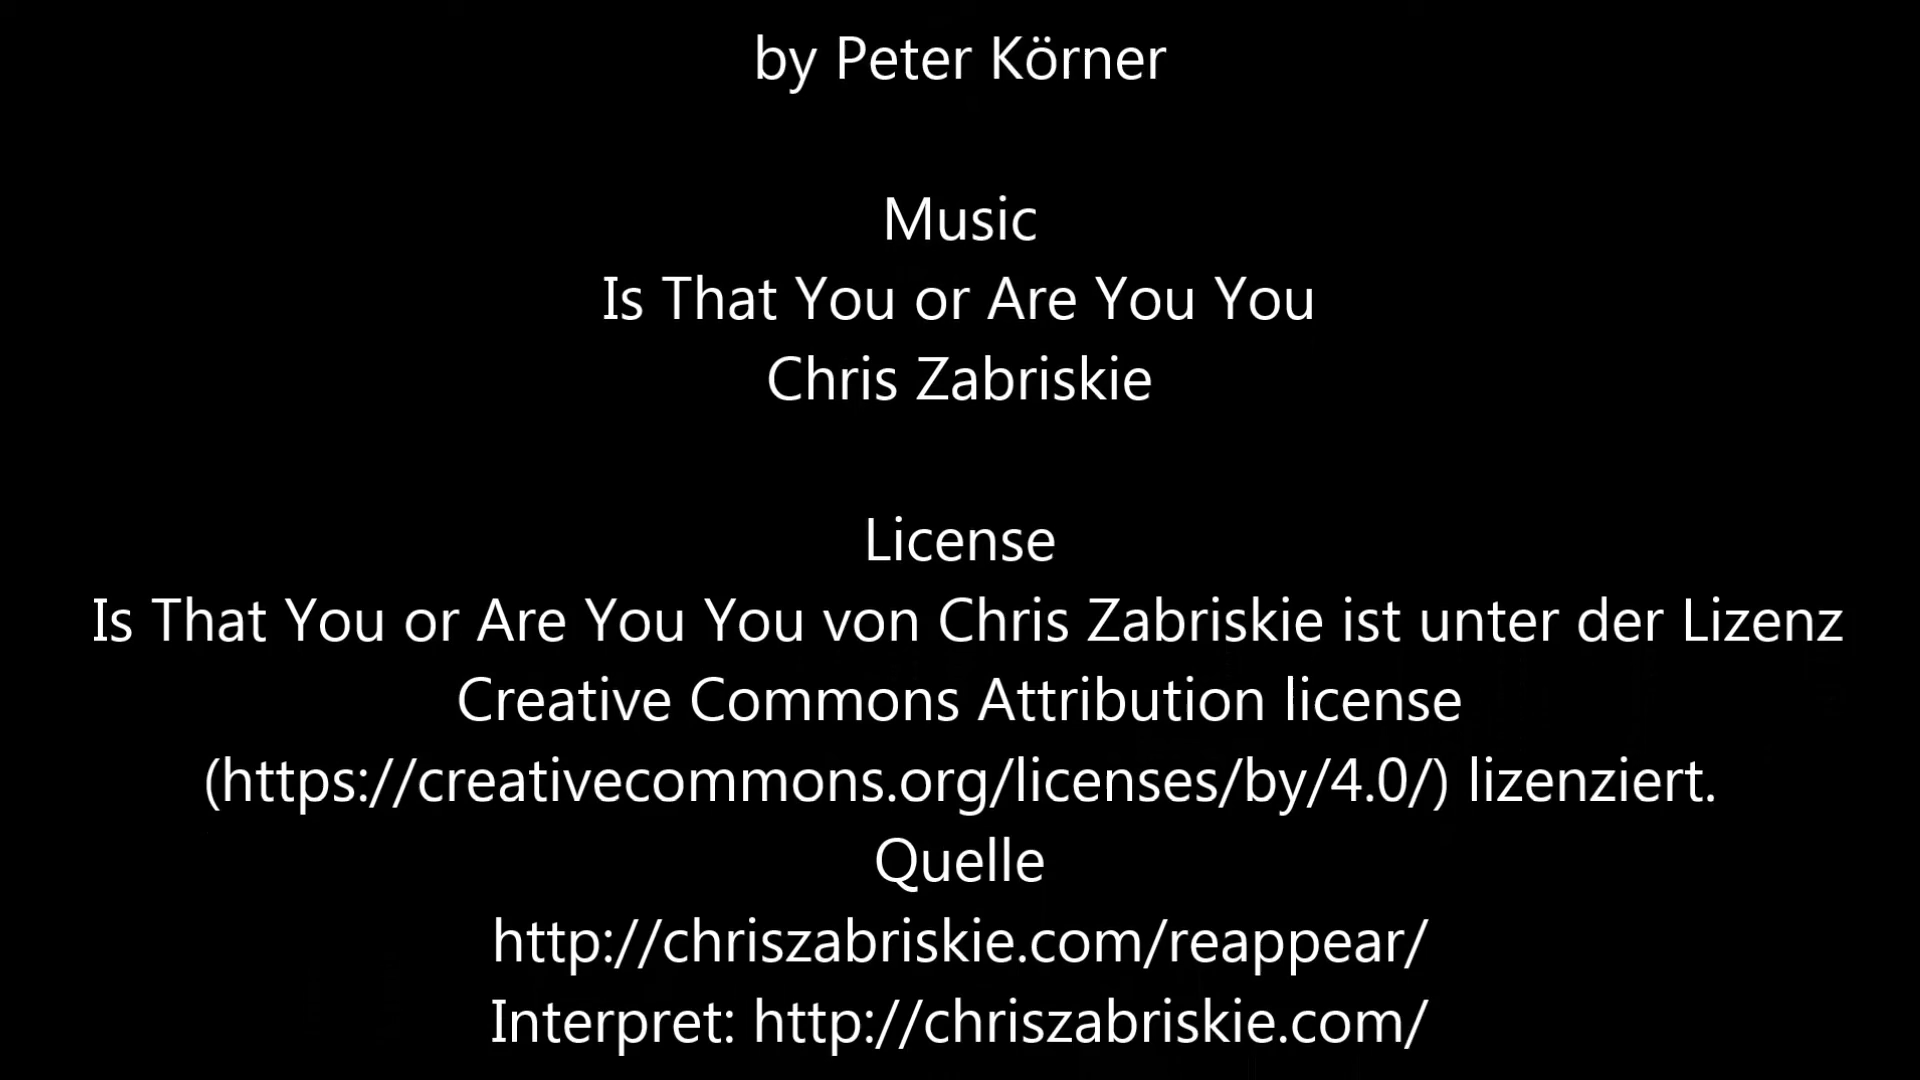 by Peter Körner
Music
Is That You or Are You You
Chris Zabriskie
License
Is That You or Are You You von Chris Zabriskie ist unter der Lizenz
Creative Commons Attribution license
(https://creativecommons.org/licenses/by/4.0/) lizenziert.
Quelle
http://chriszabriskie.com/reappear/
Interpret: http://chriszabriskie.com/